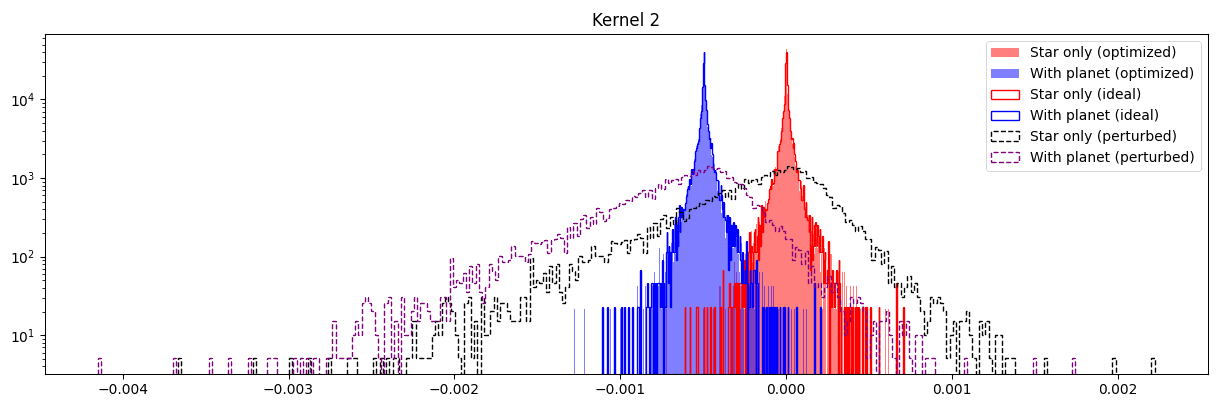 Kernel 2
10⁴
10³
10²
10¹
Star only (optimized)
With planet (optimized)
Star only (ideal)
With planet (ideal)
Star only (perturbed)
With planet (perturbed)
−0.004 −0.003 −0.002 −0.001 0.000 0.001 0.002